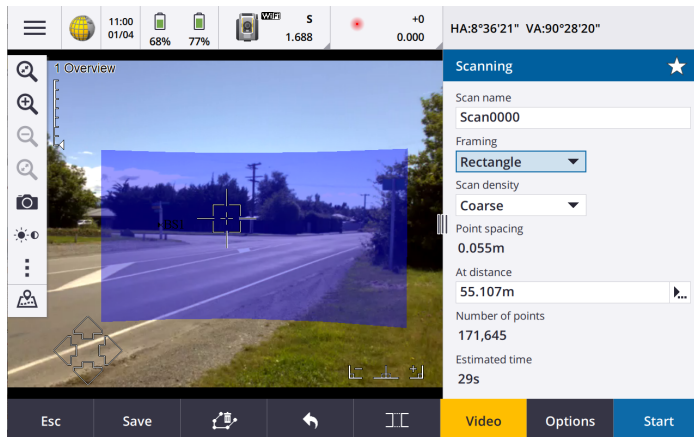 11:00
01/04
68%
77%
WiFi
S
1.688
+0
0.000
HA:8°36'21" VA:90°28'20"
1 Overview
Scanning
Scan name
Scan0000
Framing
Rectangle
Scan density
Coarse
Point spacing
0.055m
At distance
55.107m
Number of points
171,645
Estimated time
29s
Esc
Save
Video
Options
Start